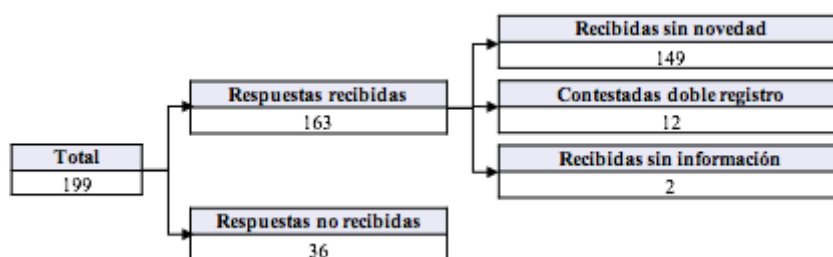 Recibidas sin novedad
149
Respuestas recibidas
163
Contestadas doble registro
12
Total
199
Recibidas sin información
2
Respuestas no recibidas
36